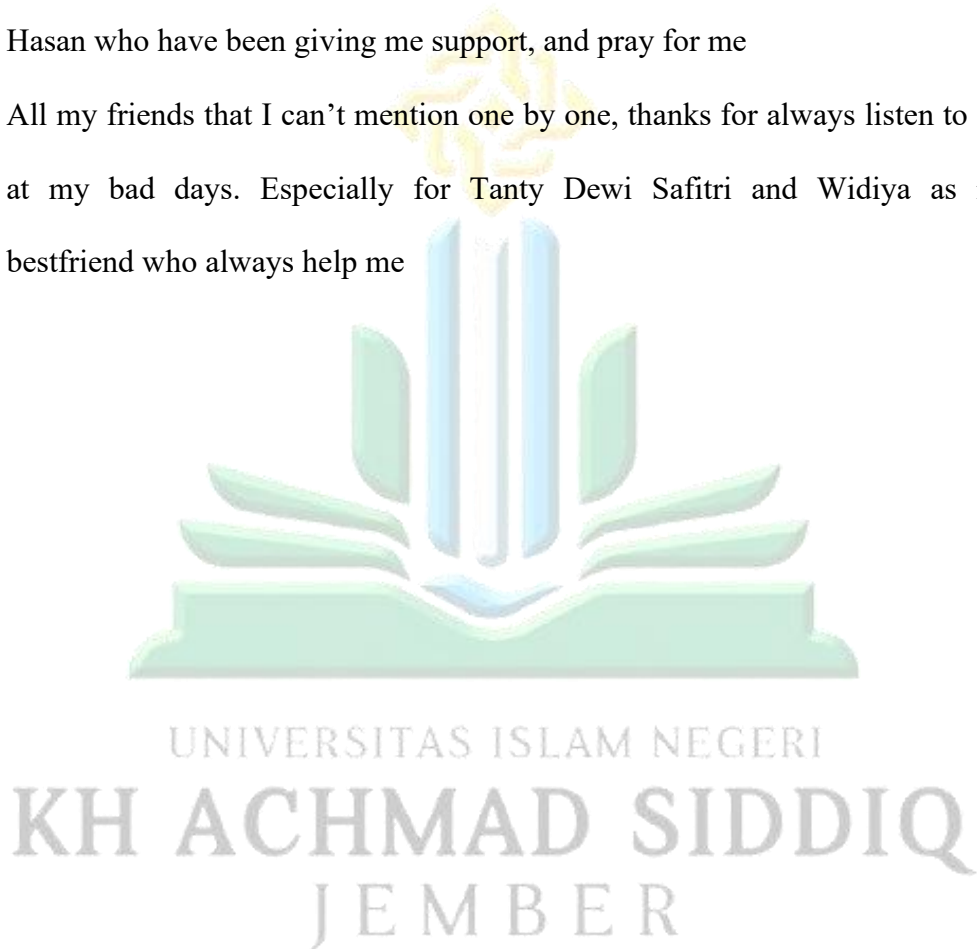 Hasan who have been giving me support, and pray for me
All my friends that I can’t mention one by one, thanks for always listen to
at my bad days. Especially for Tanty Dewi Safitri and Widiya as
bestfriend who always help me
UNIVERSITAS ISLAM NEGERI
KH ACHMAD SIDDIQ
JEMBER